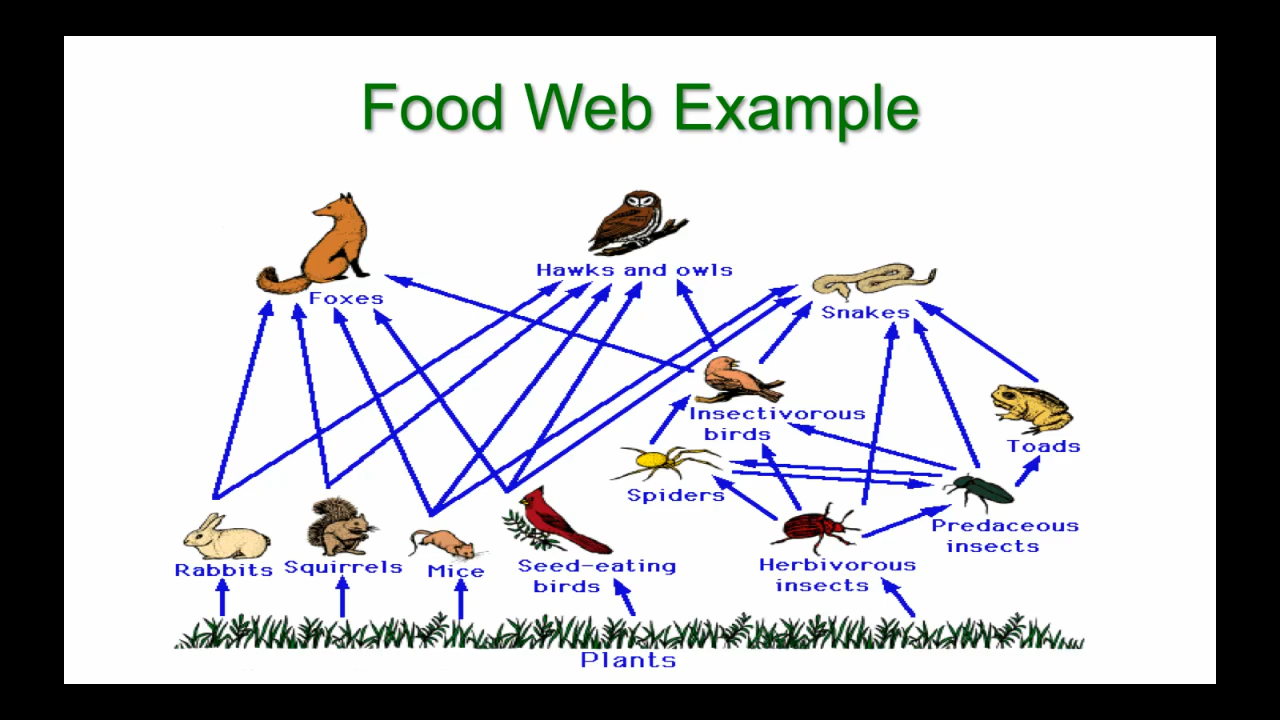 Food Web Example
Hawks and owls
Foxes
Snakes
Insectivorous
birds
Toads
Spiders
Predaceous
insects
Rabbits
Squirrels
Mice
Seed-eating
birds
Herbivorous
insects
Plants